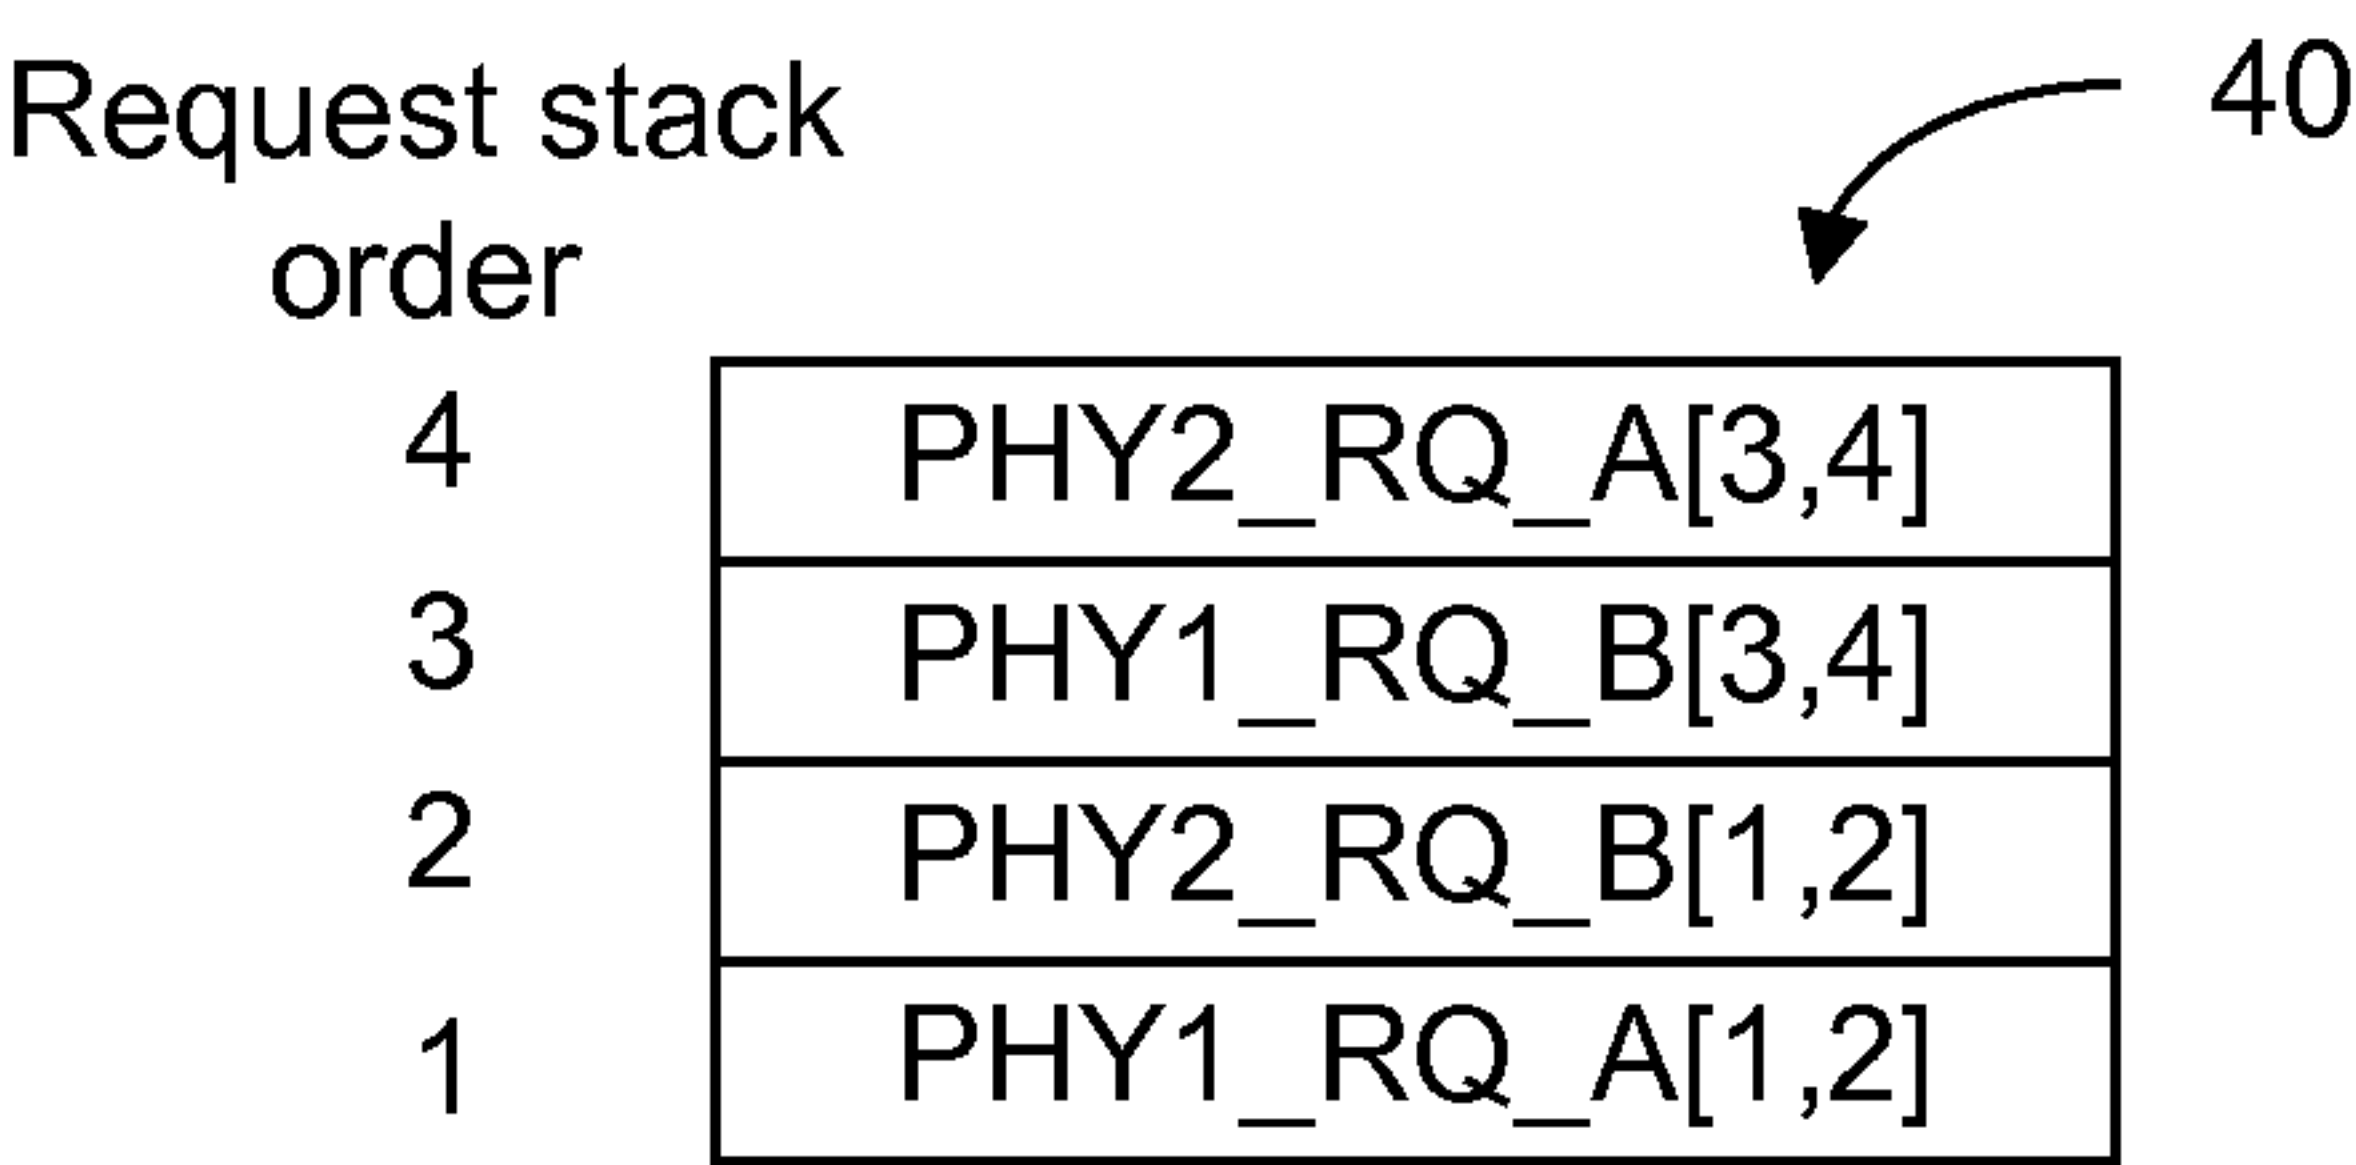 Request stack
order
40
4 PHY2_RQ_A[3,4]
3 PHY1_RQ_B[3,4]
2 PHY2_RQ_B[1,2]
1 PHY1_RQ_A[1,2]